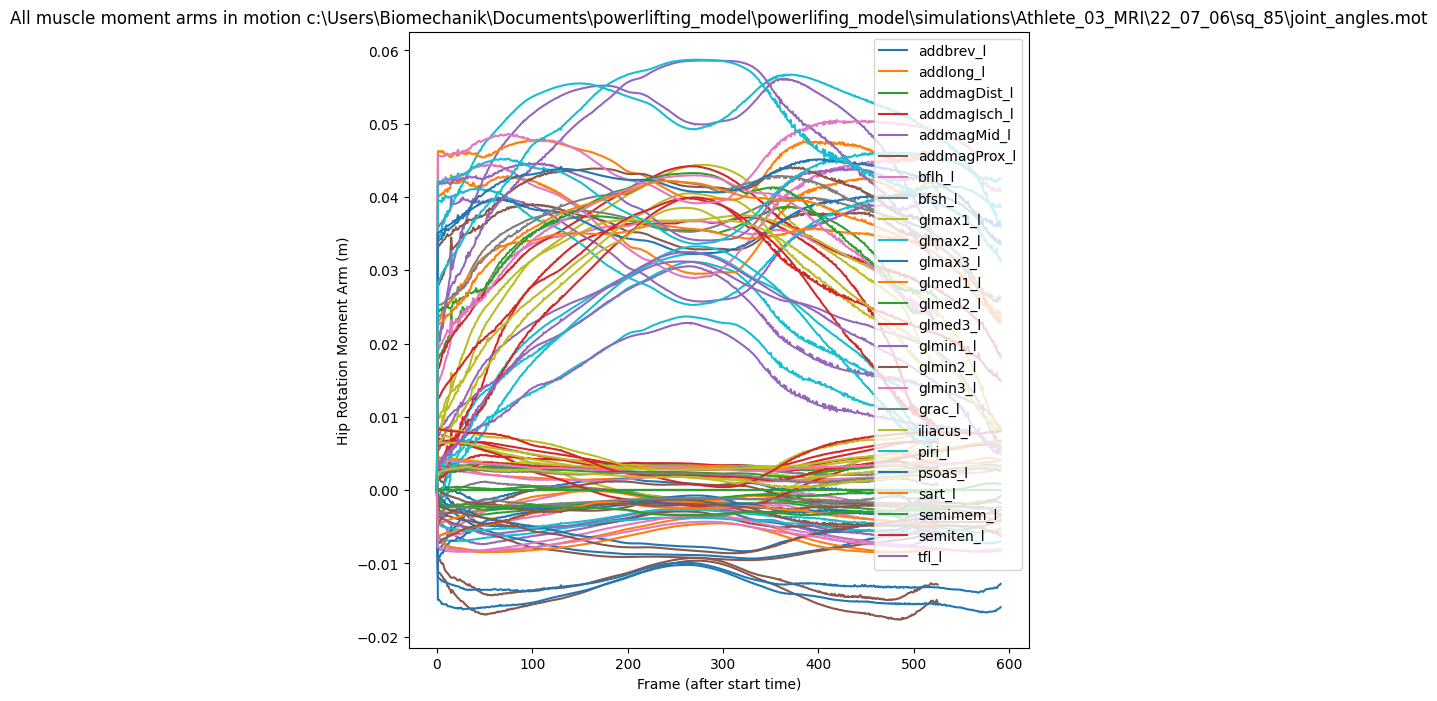 All muscle moment arms in motion c:\Users\Biomechanik\Documents\powerlifting_model\powerlifing_model\simulations\Athlete_03_MRI\22_07_06\sq_85\joint_angles.mot
0.06
0.05
0.04
0.03
0.02
0.01
0.00
−0.01
−0.02
Hip Rotation Moment Arm (m)
0
100
200
300
400
500
600
Frame (after start time)
addbrev_l
addlong_l
addmagDist_l
addmagIsch_l
addmagMid_l
addmagProx_l
bflh_l
bfsh_l
glmax1_l
glmax2_l
glmax3_l
glmed1_l
glmed2_l
glmed3_l
glmin1_l
glmin2_l
glmin3_l
grac_l
iliacus_l
piri_l
psoas_l
sart_l
semimem_l
semiten_l
tfl_l